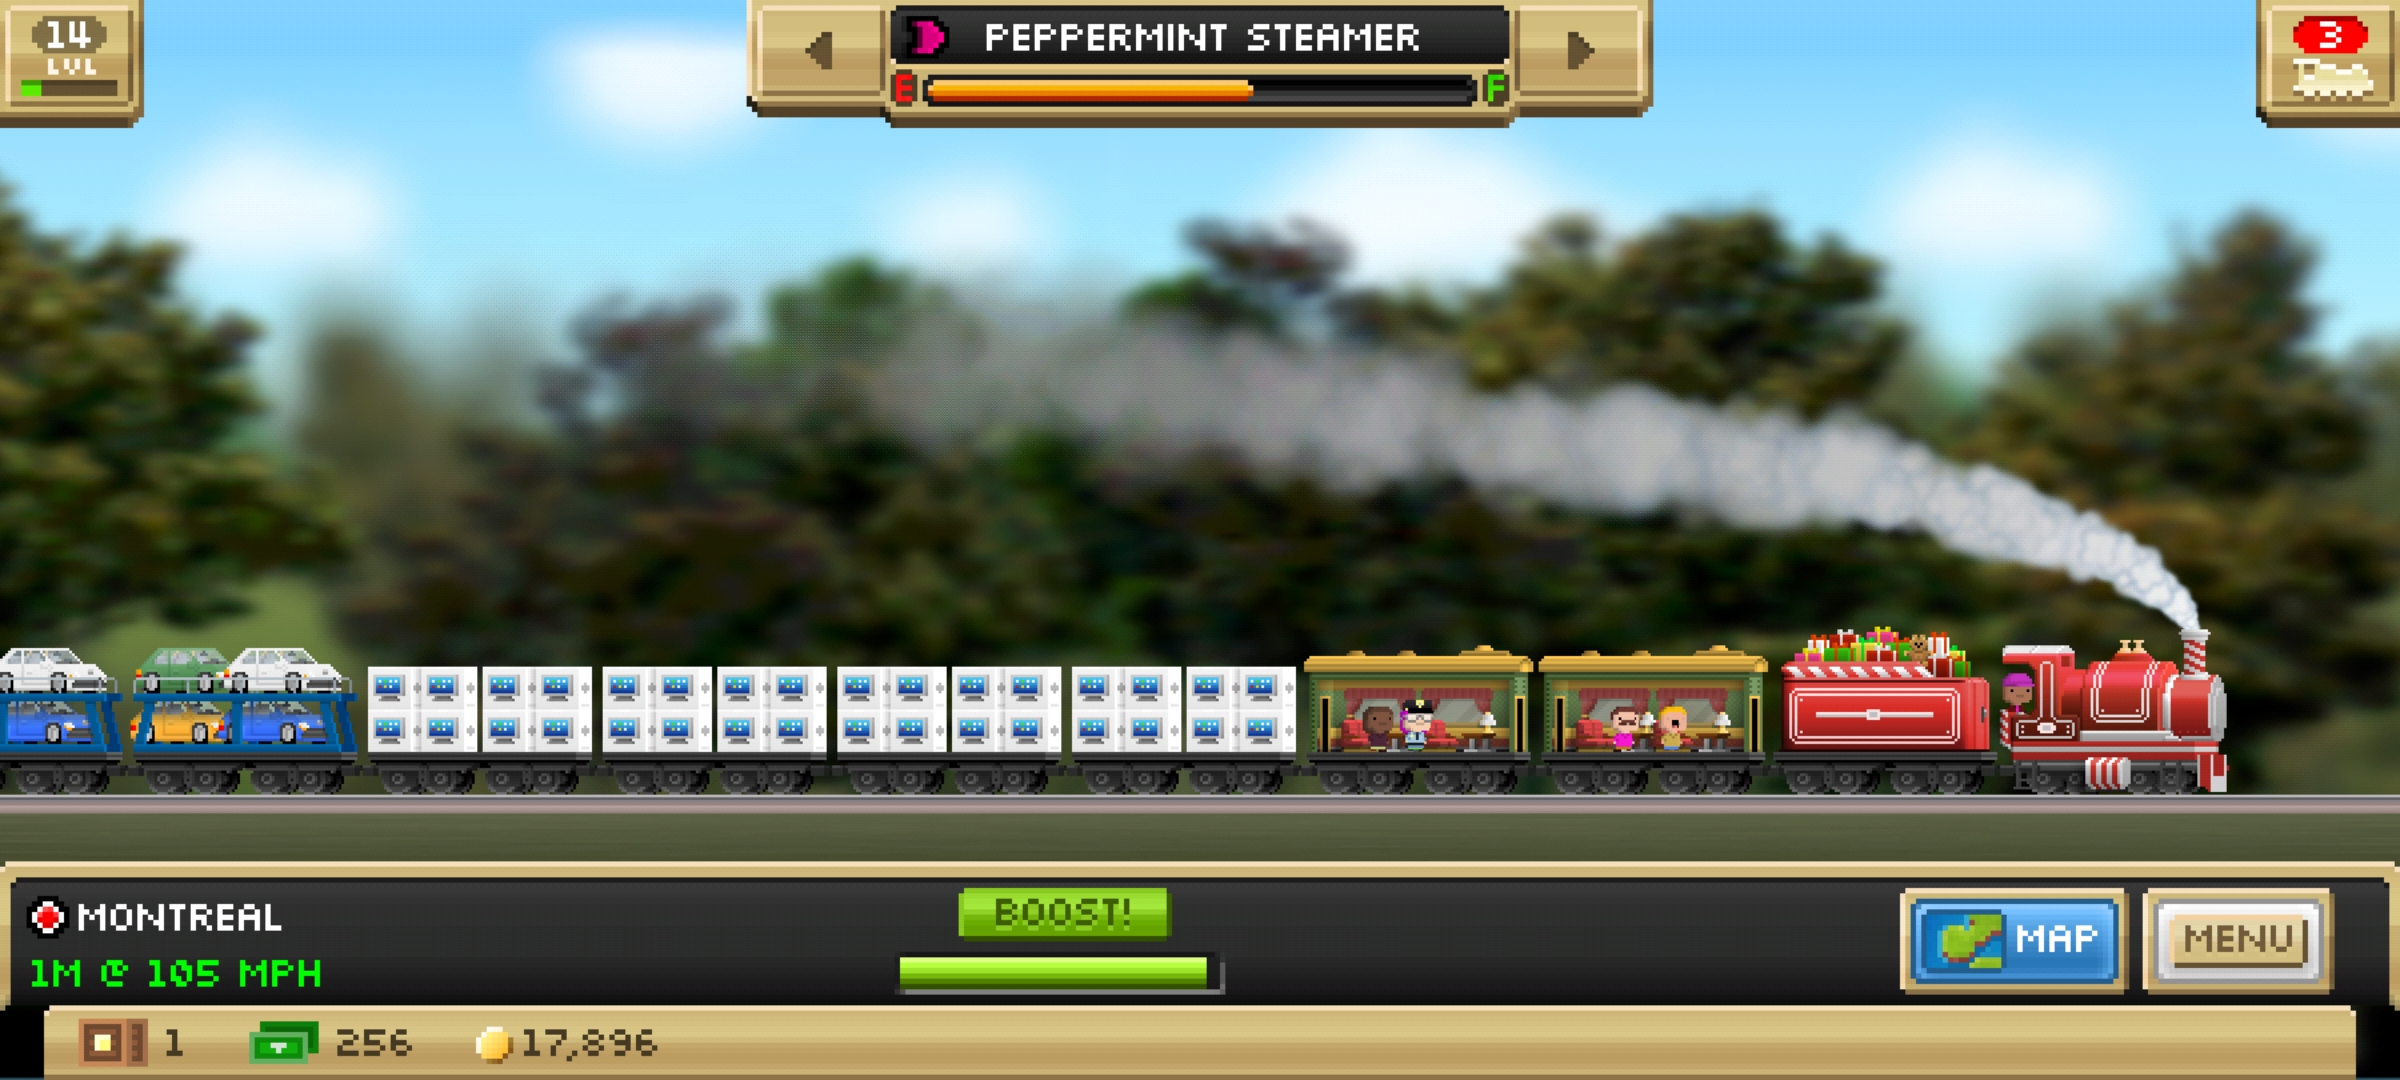 14
LVL
PEPPERMINT STEAMER
E F
3
MONTREAL
1M @ 105 MPH
BOOST!
MAP
MENU
1
256
17,896